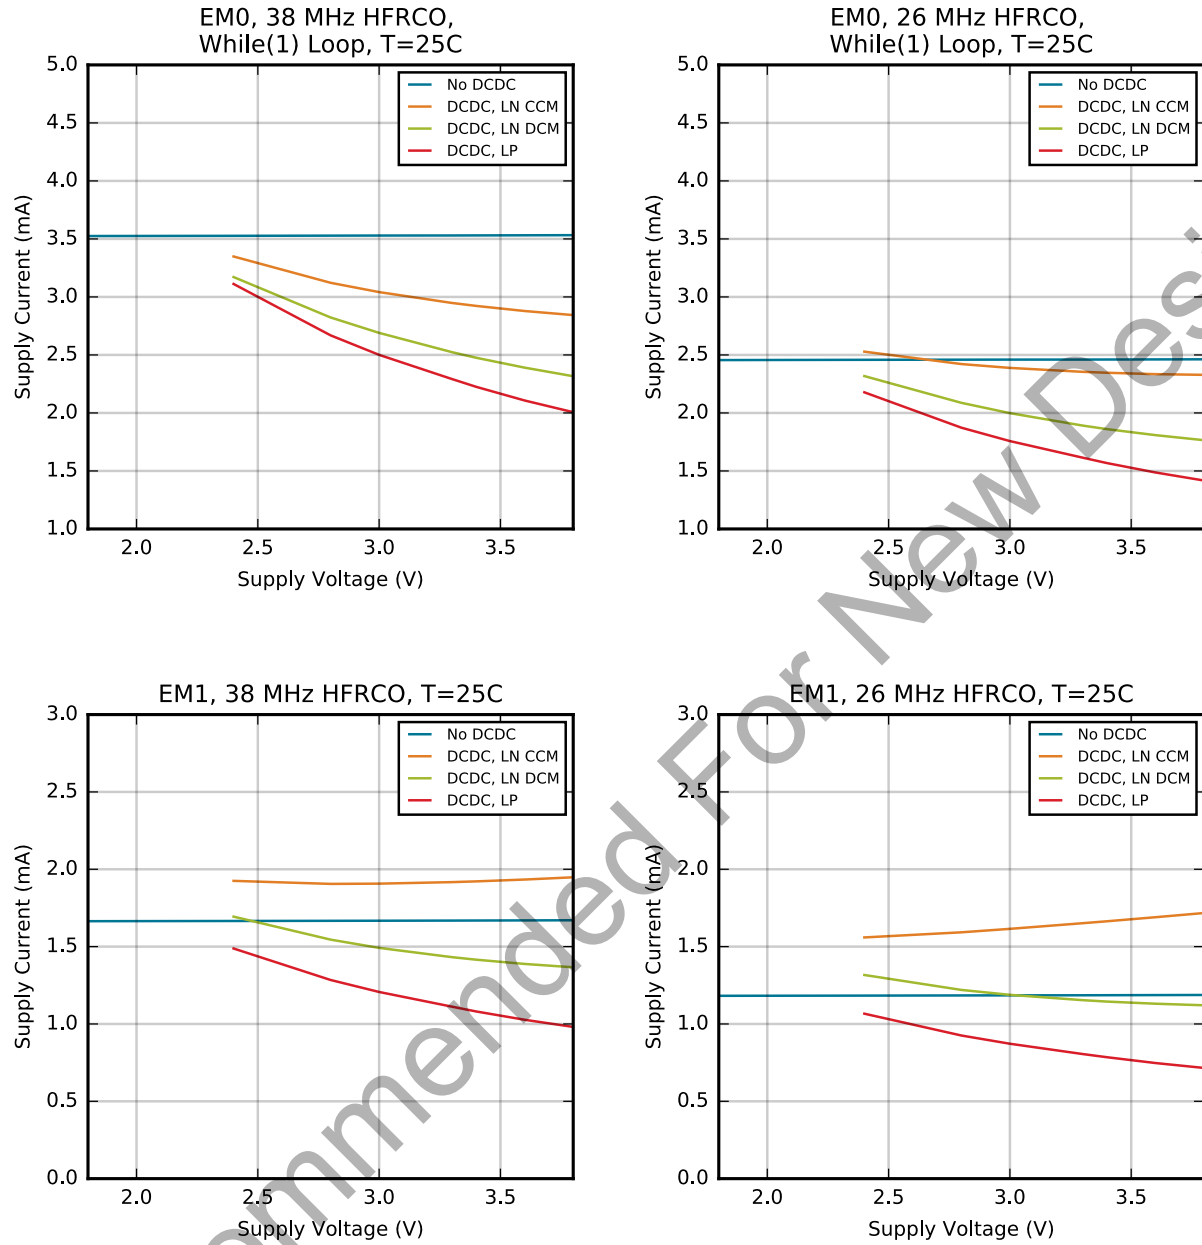 EM0, 38 MHz HFRCO,
While(1) Loop, T=25C
5.0
4.5
4.0
3.5
3.0
2.5
2.0
1.5
1.0
Supply Current (mA)
No DCDC
DCDC, LN CCM
DCDC, LN DCM
DCDC, LP
2.0 2.5 3.0 3.5
Supply Voltage (V)
EM0, 26 MHz HFRCO,
While(1) Loop, T=25C
5.0
4.5
4.0
3.5
3.0
2.5
2.0
1.5
1.0
Supply Current (mA)
No DCDC
DCDC, LN CCM
DCDC, LN DCM
DCDC, LP
2.0 2.5 3.0 3.5
Supply Voltage (V)
EM1, 38 MHz HFRCO, T=25C
3.0
2.5
2.0
1.5
1.0
0.5
0.0
Supply Current (mA)
No DCDC
DCDC, LN CCM
DCDC, LN DCM
DCDC, LP
2.0 2.5 3.0 3.5
Supply Voltage (V)
EM1, 26 MHz HFRCO, T=25C
3.0
2.5
2.0
1.5
1.0
0.5
0.0
Supply Current (mA)
No DCDC
DCDC, LN CCM
DCDC, LN DCM
DCDC, LP
2.0 2.5 3.0 3.5
Supply Voltage (V)
ommended For New Desi